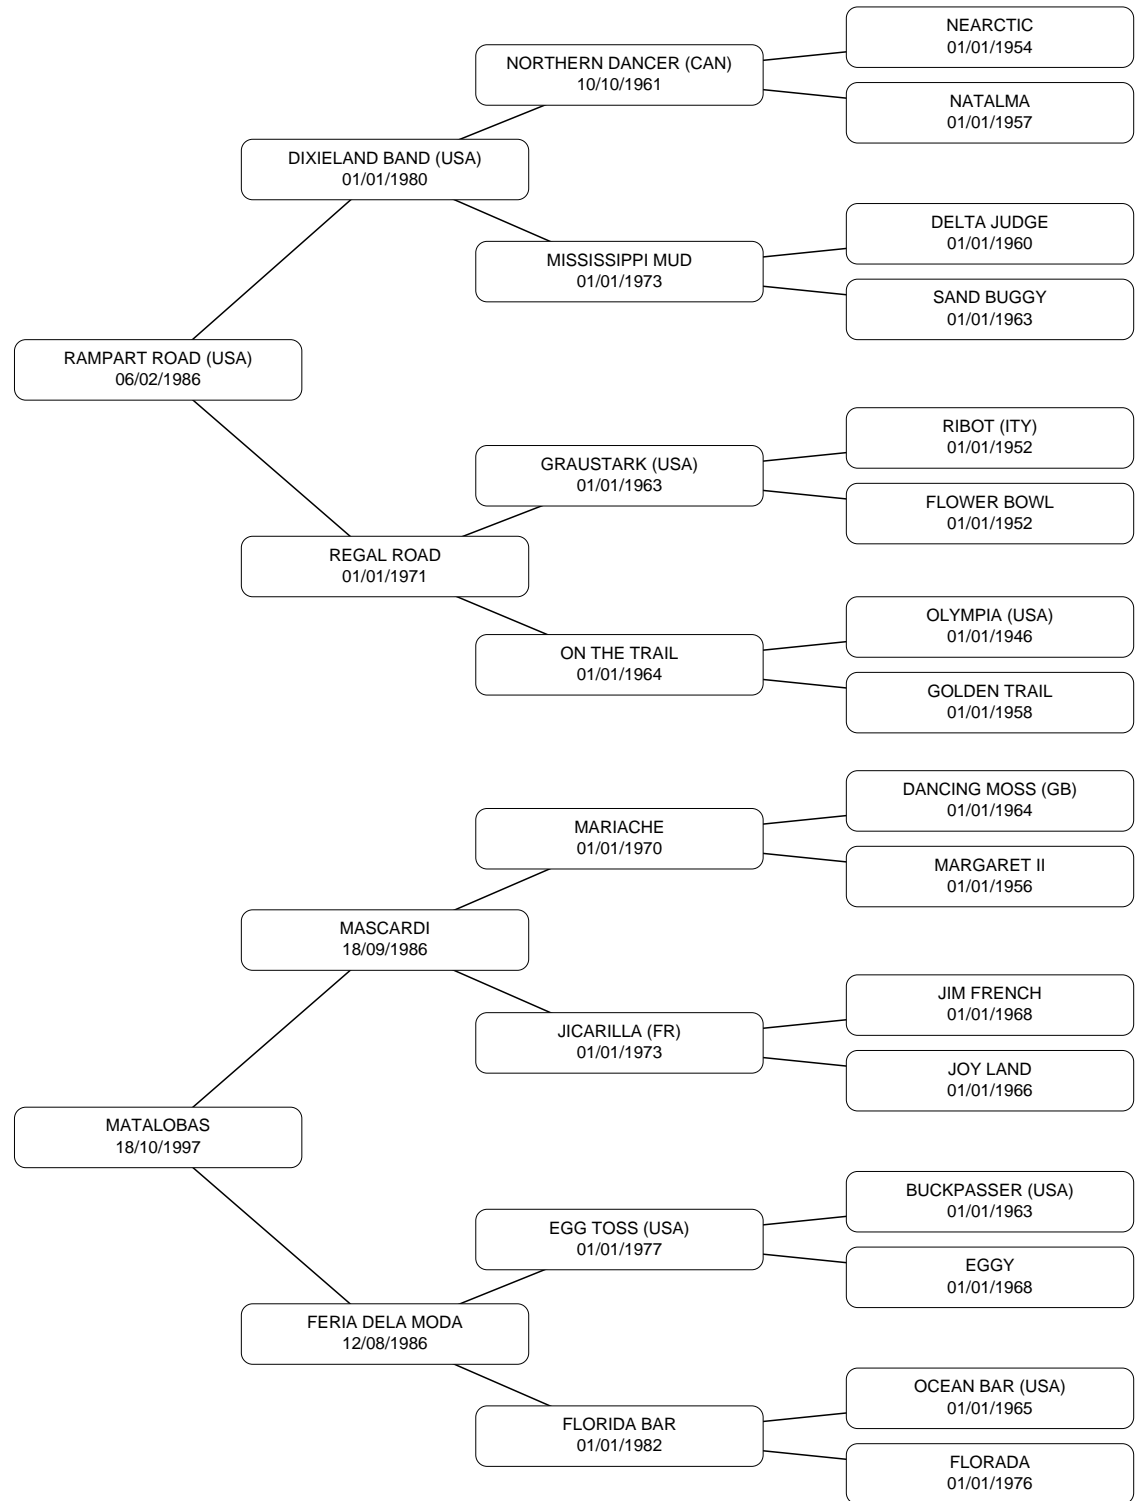 NEARCTIC
01/01/1954
NORTHERN DANCER (CAN)
10/10/1961
NATALMA
01/01/1957
DIXIELAND BAND (USA)
01/01/1980
DELTA JUDGE
01/01/1960
MISSISSIPPI MUD
01/01/1973
SAND BUGGY
01/01/1963
RAMPART ROAD (USA)
06/02/1986
RIBOT (ITY)
01/01/1952
GRAUSTARK (USA)
01/01/1963
FLOWER BOWL
01/01/1952
REGAL ROAD
01/01/1971
OLYMPIA (USA)
01/01/1946
ON THE TRAIL
01/01/1964
GOLDEN TRAIL
01/01/1958
DANCING MOSS (GB)
01/01/1964
MARIACHE
01/01/1970
MARGARET II
01/01/1956
MASCARDI
18/09/1986
JIM FRENCH
01/01/1968
JICARILLA (FR)
01/01/1973
JOY LAND
01/01/1966
MATALOBAS
18/10/1997
BUCKPASSER (USA)
01/01/1963
EGG TOSS (USA)
01/01/1977
EGGY
01/01/1968
FERIA DELA MODA
12/08/1986
OCEAN BAR (USA)
01/01/1965
FLORIDA BAR
01/01/1982
FLORADA
01/01/1976